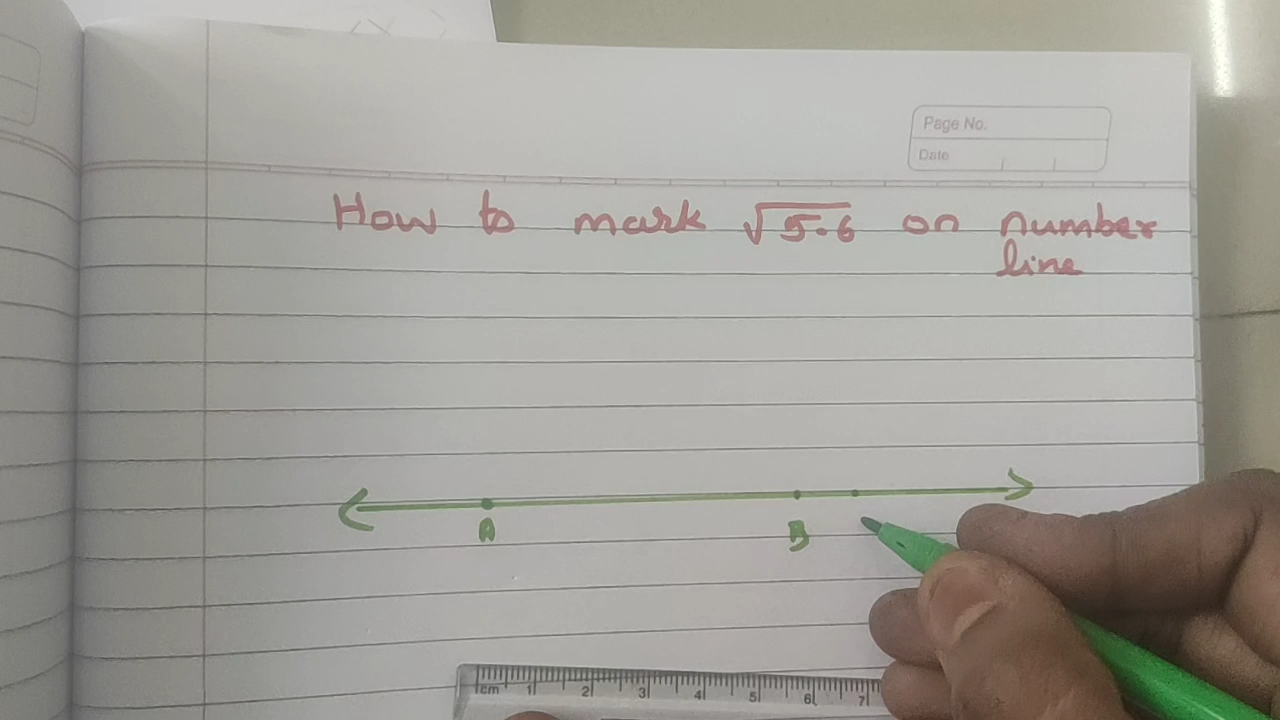 Page No.
Date
How to mark √5.6 on number
line
A B
cm 1 2 3 4 5 6 7